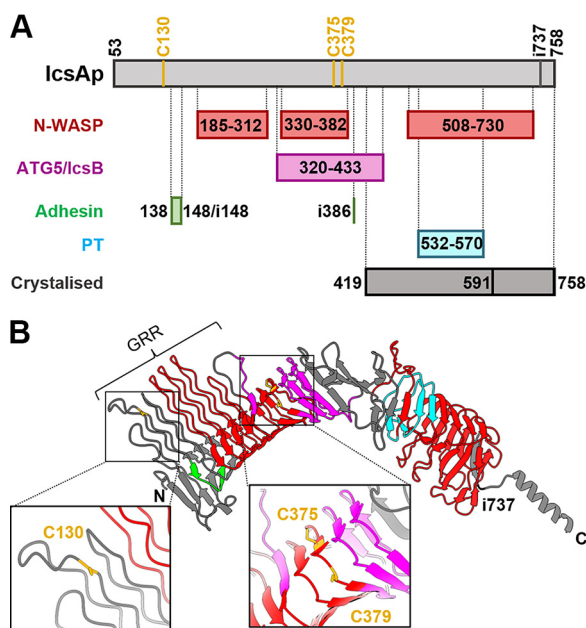 A
53
C130
C375
C379
i737
758
IcsAp
N-WASP
185-312
330-382
508-730
ATG5/IcsB
320-433
Adhesin
138
148/i148
i386
PT
532-570
Crystalised
419
591
758
B
GRR
N
i737
C
C130
C375
C379